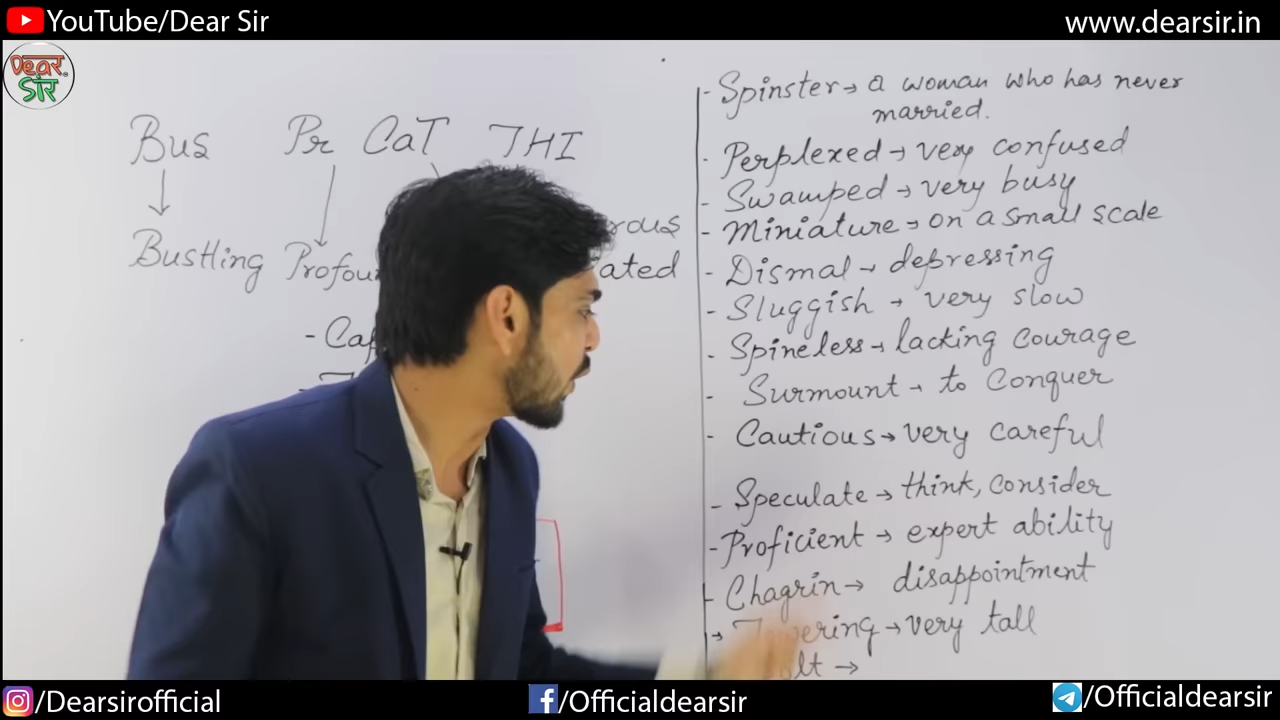 YouTube/Dear Sir
www.dearsir.in
Dear
सर
Bus Pr CaT THI
Bustling
- Spinster → a woman who has never
married.
- Perplexed → very confused
- Swamped → very busy
- Miniature → on a small scale
- Dismal → depressing
- Sluggish → very slow
- Spineless → lacking courage
- Surmount → to Conquer
- Cautious → very careful
- Speculate → think, consider
- Proficient → expert ability
- Chagrin → disappointment
→ Towering → very tall
/Dearsirofficial
/Officialdearsir
/Officialdearsir